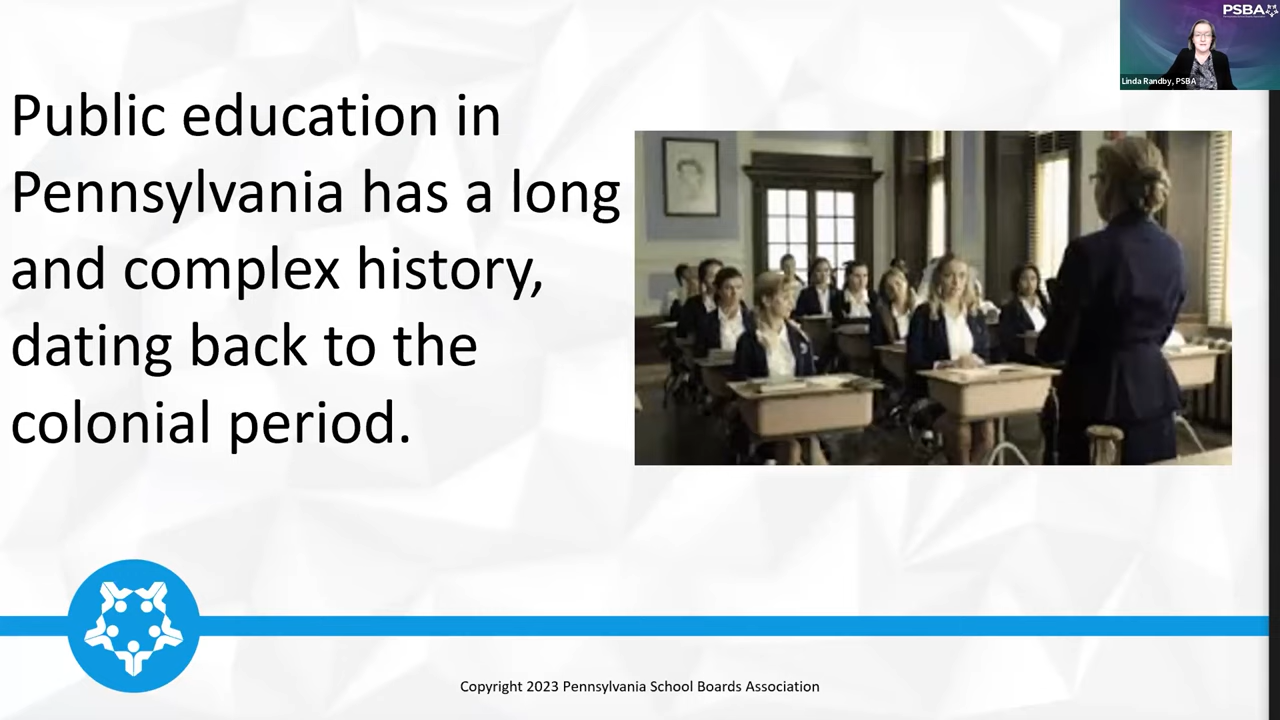 PSBA
Linda Randby, PSBA
Public education in
Pennsylvania has a long
and complex history,
dating back to the
colonial period.
Copyright 2023 Pennsylvania School Boards Association